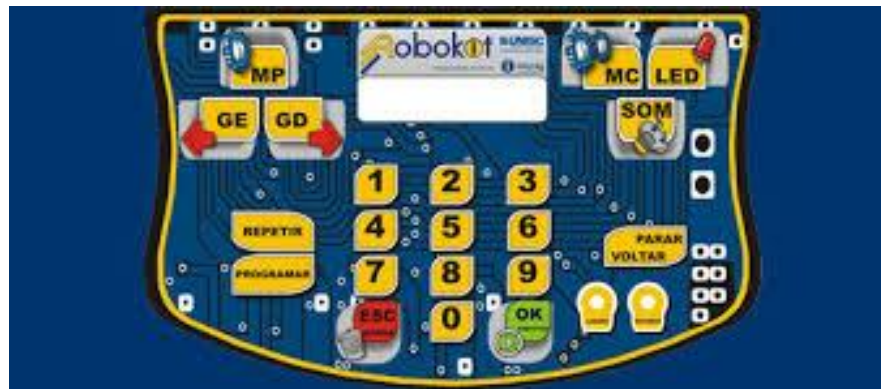 Robokit UNISC
MP
MC LED
GE GD
SOM
1 2 3
REPETIR
4 5 6
PARAR
VOLTAR
PROGRAMAR
7 8 9
ESC
0
OK